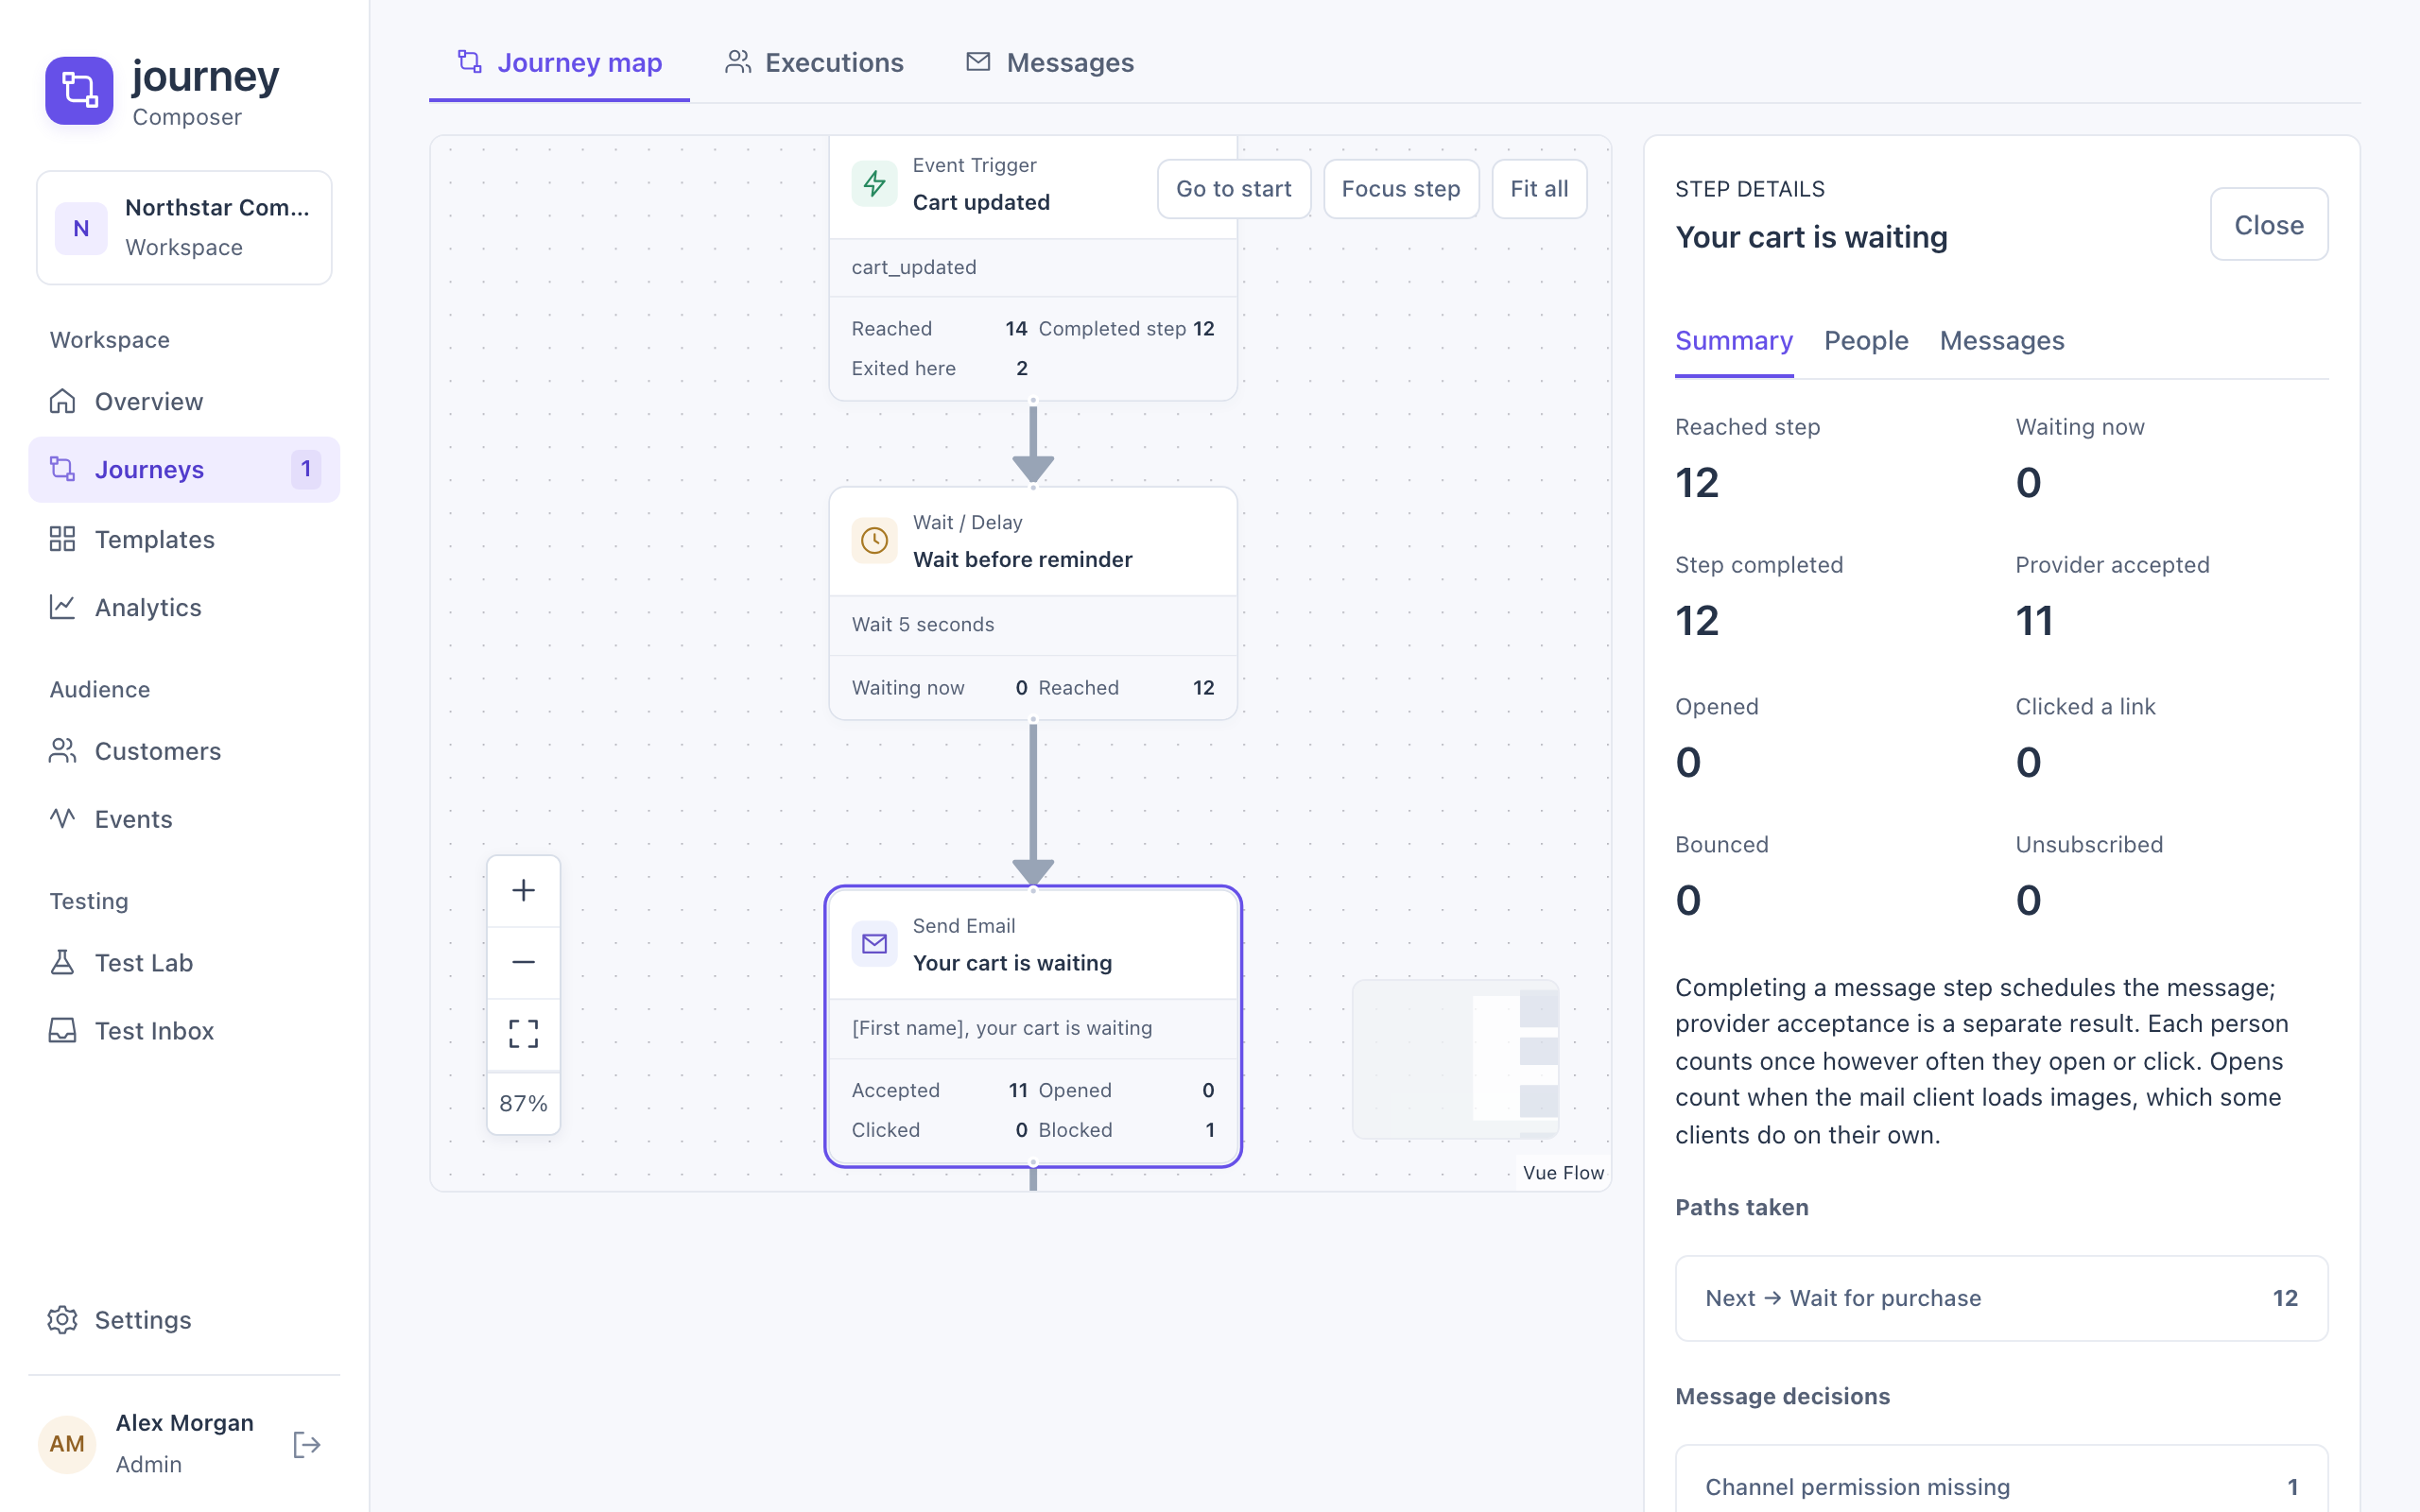 journey
Composer
N
Northstar Com...
Workspace
Workspace
Overview
Journeys 1
Templates
Analytics
Audience
Customers
Events
Testing
Test Lab
Test Inbox
Settings
AM
Alex Morgan
Admin
Journey map
Executions
Messages
Event Trigger
Cart updated
Go to start
Focus step
Fit all
cart_updated
Reached 14 Completed step 12
Exited here 2
Wait / Delay
Wait before reminder
Wait 5 seconds
Waiting now 0 Reached 12
Send Email
Your cart is waiting
[First name], your cart is waiting
Accepted 11 Opened 0
Clicked 0 Blocked 1
87%
Vue Flow
STEP DETAILS
Your cart is waiting
Close
Summary People Messages
Reached step Waiting now
12 0
Step completed Provider accepted
12 11
Opened Clicked a link
0 0
Bounced Unsubscribed
0 0
Completing a message step schedules the message;
provider acceptance is a separate result. Each person
counts once however often they open or click. Opens
count when the mail client loads images, which some
clients do on their own.
Paths taken
Next → Wait for purchase 12
Message decisions
Channel permission missing 1